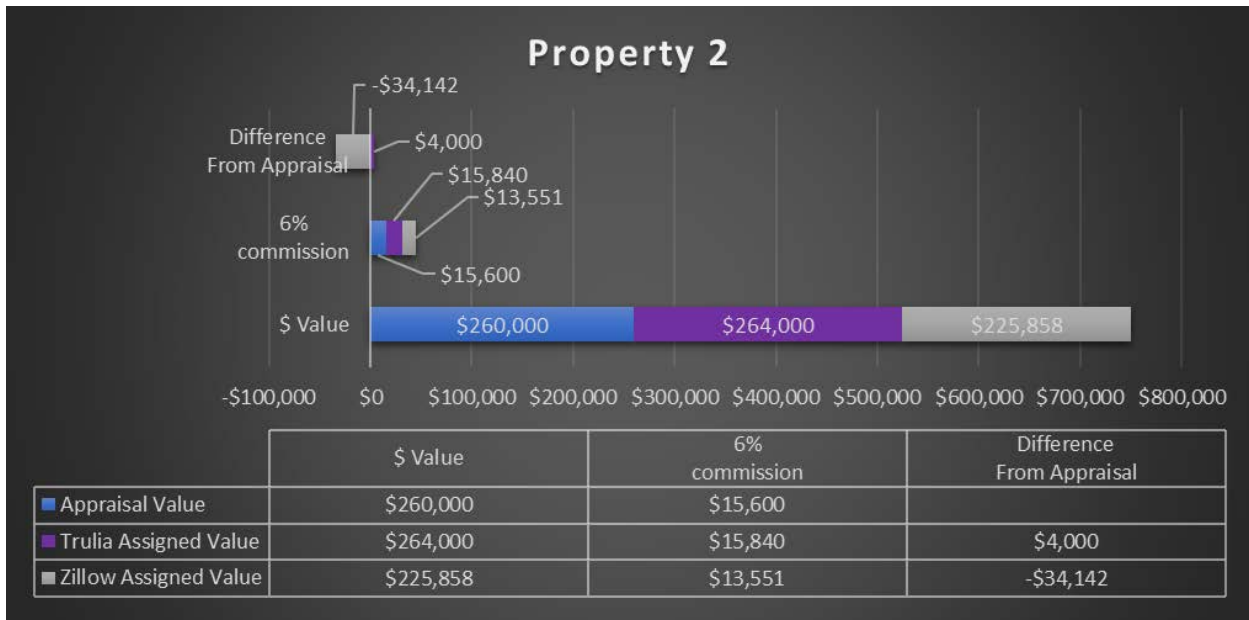 Property 2
-$34,142
Difference
From Appraisal
$4,000
$15,840
$13,551
6%
commission
$15,600
$ Value
$260,000 $264,000 $225,858
-$100,000 $0 $100,000 $200,000 $300,000 $400,000 $500,000 $600,000 $700,000 $800,000
$ Value 6% Difference
commission From Appraisal
Appraisal Value $260,000 $15,600
Trulia Assigned Value $264,000 $15,840 $4,000
Zillow Assigned Value $225,858 $13,551 -$34,142